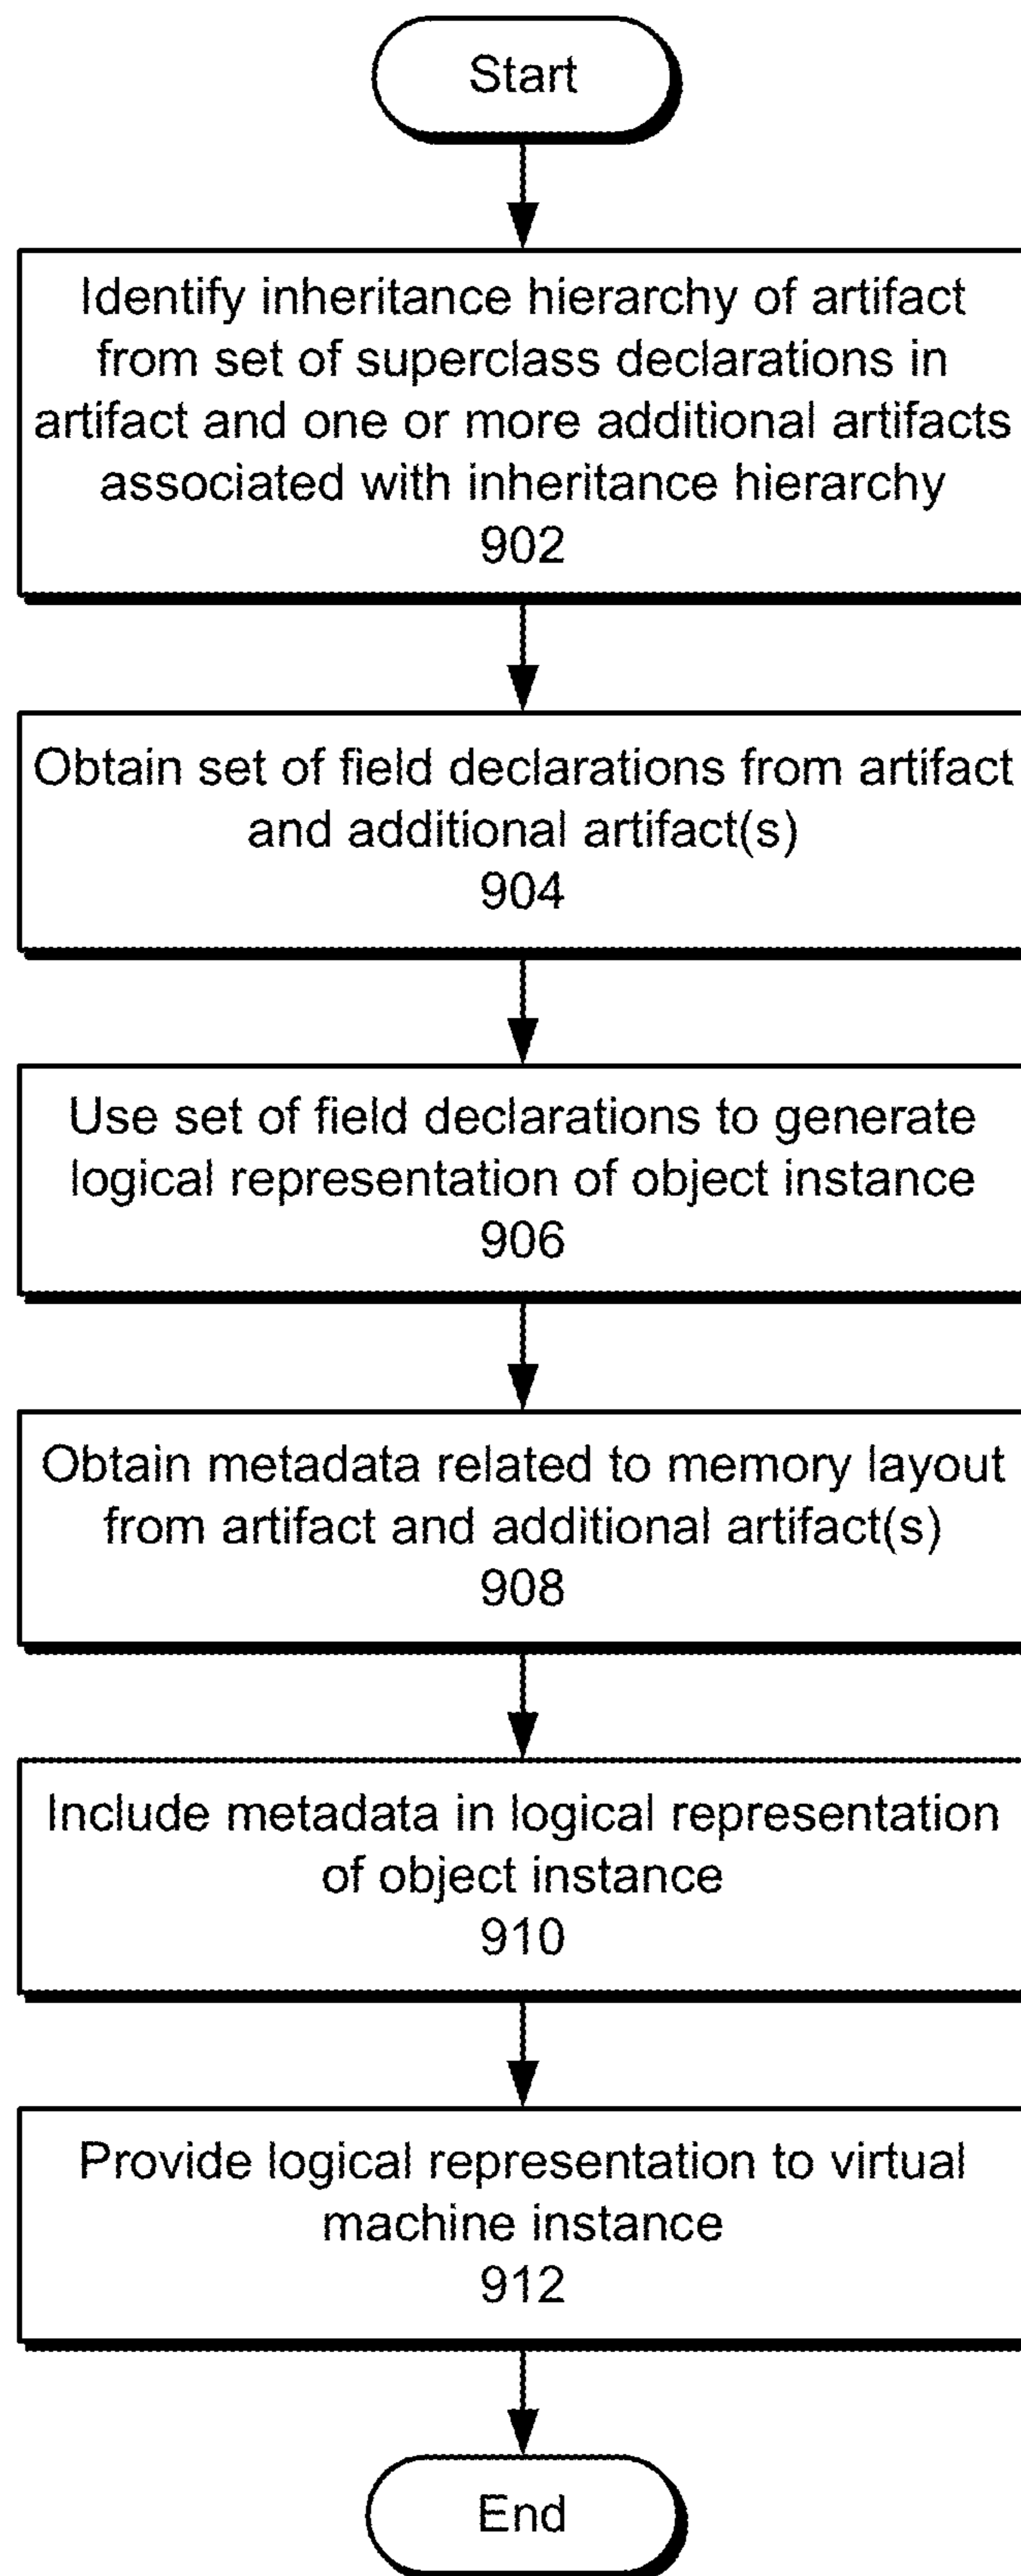 Start
Identify inheritance hierarchy of artifact
from set of superclass declarations in
artifact and one or more additional artifacts
associated with inheritance hierarchy
902
Obtain set of field declarations from artifact
and additional artifact(s)
904
Use set of field declarations to generate
logical representation of object instance
906
Obtain metadata related to memory layout
from artifact and additional artifact(s)
908
Include metadata in logical representation
of object instance
910
Provide logical representation to virtual
machine instance
912
End